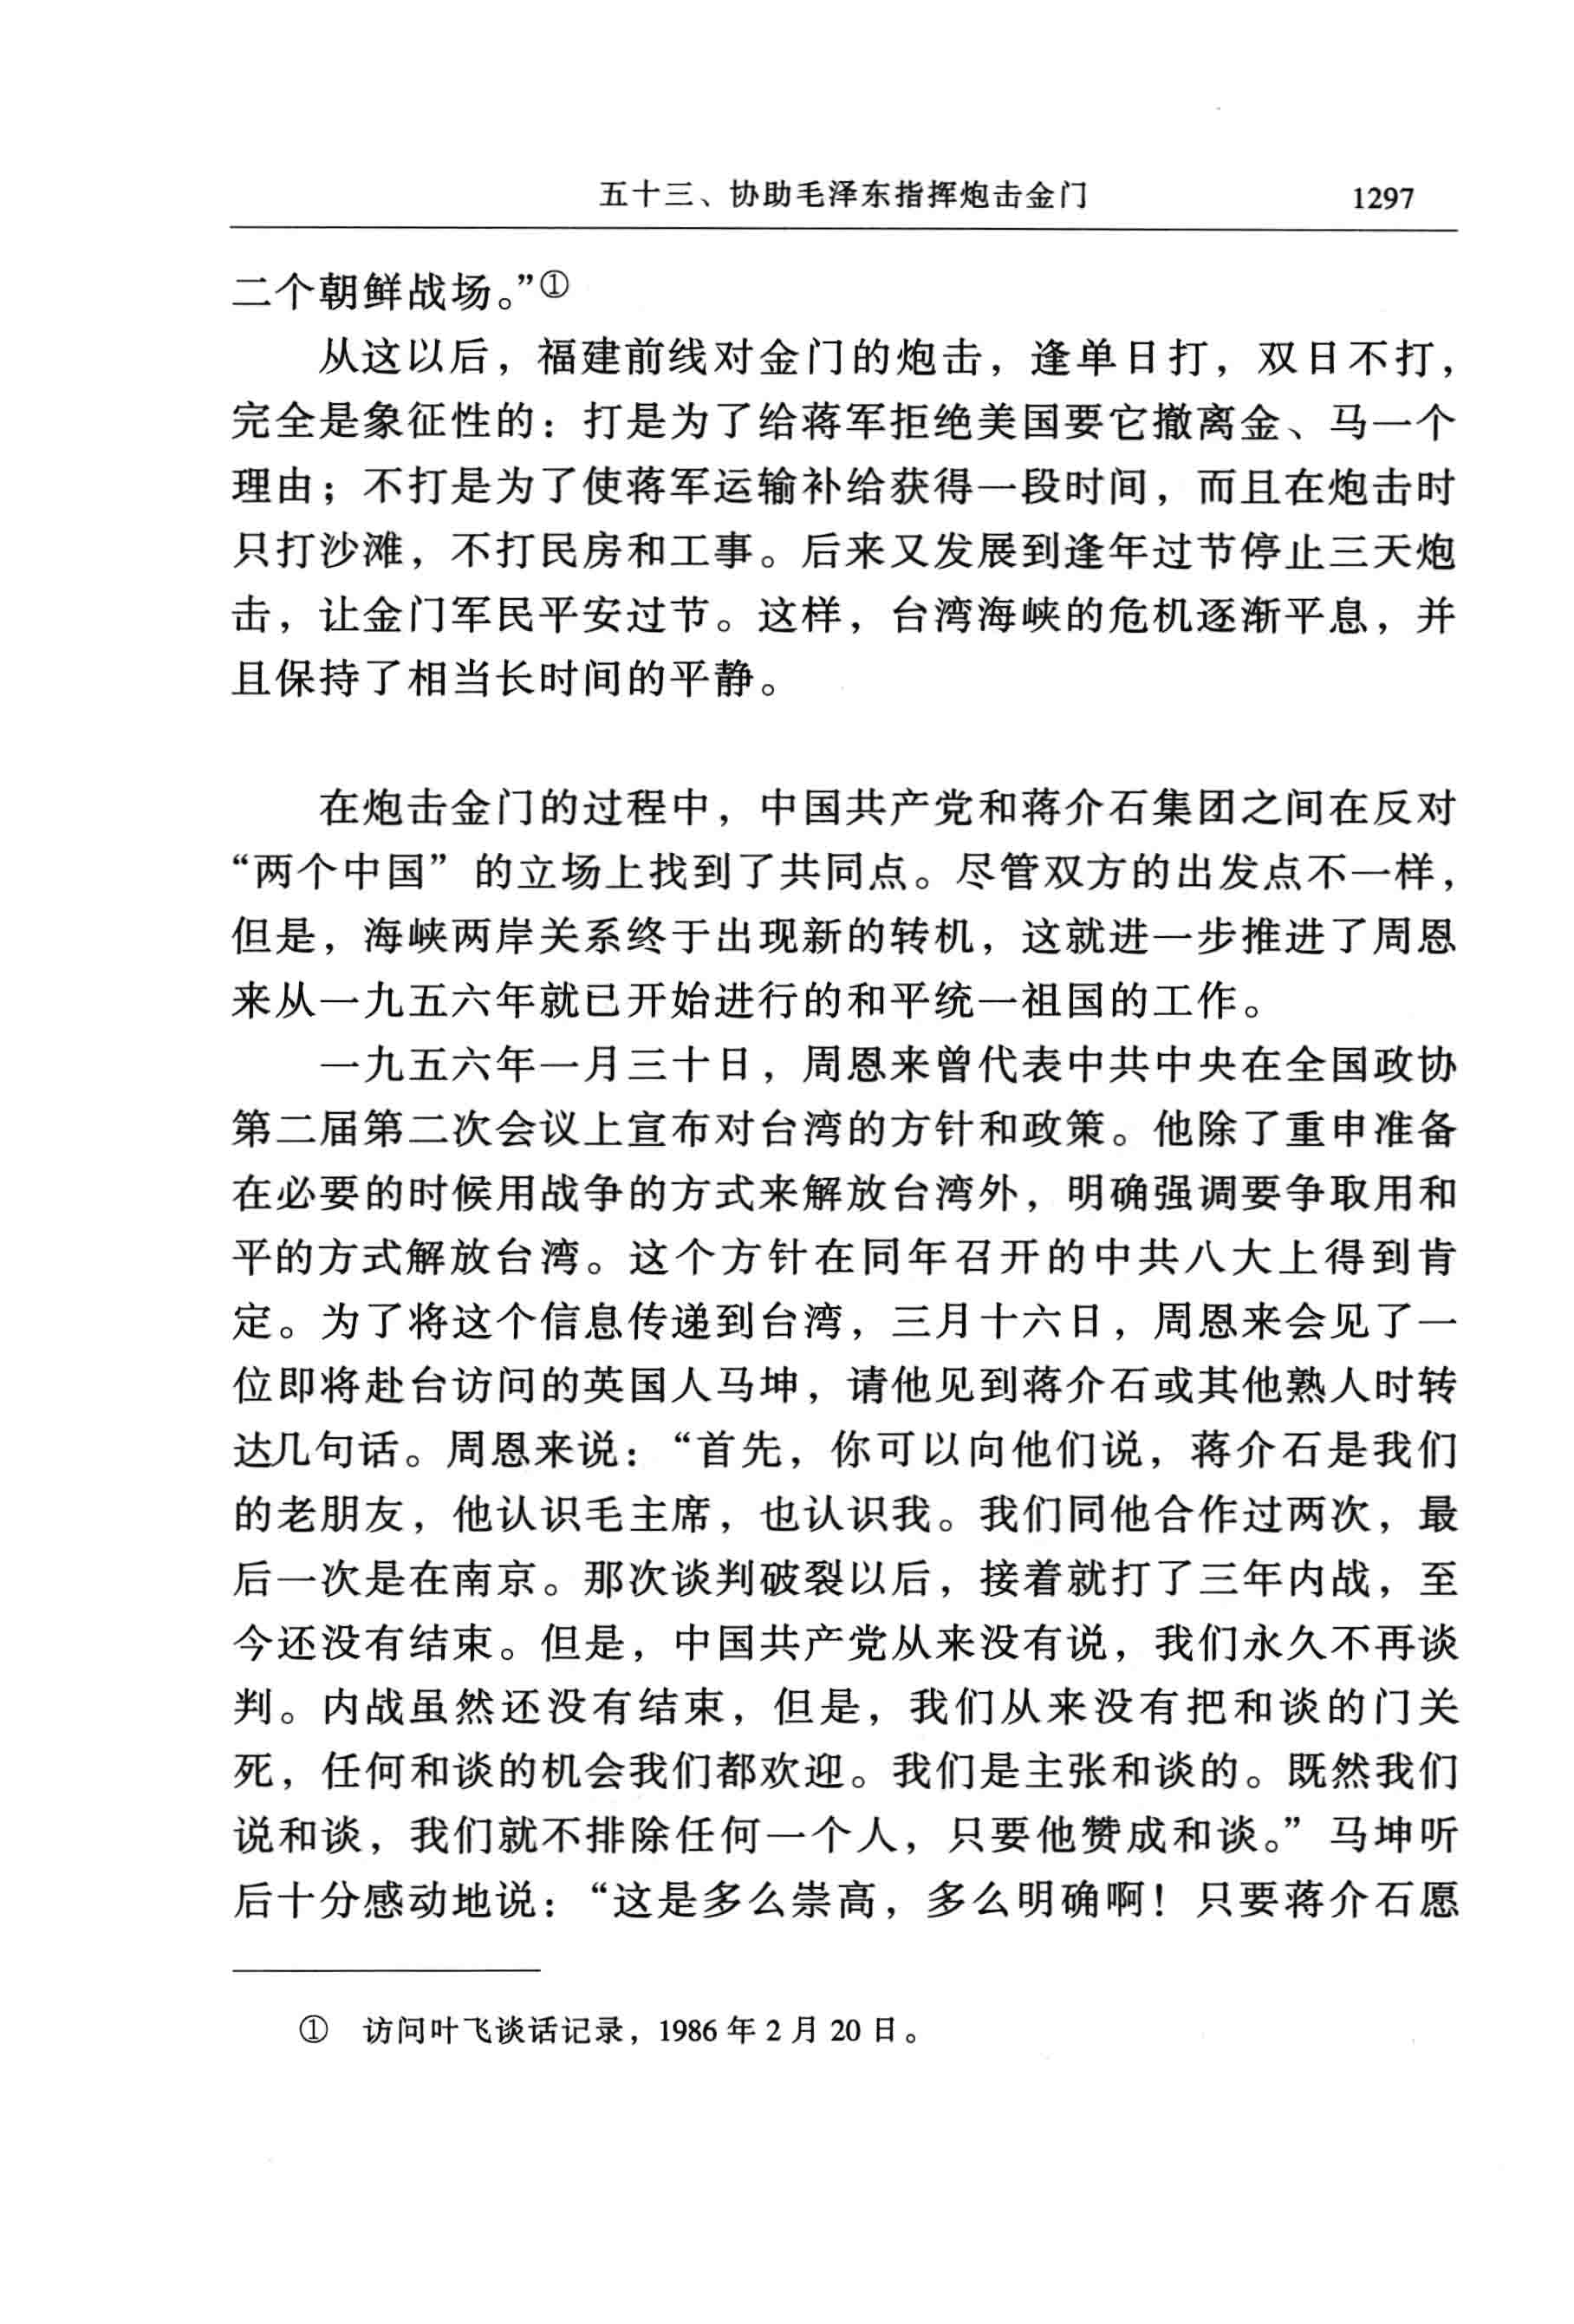 五十三、协助毛泽东指挥炮击金门 1297
二个朝鲜战场。”①
从这以后，福建前线对金门的炮击，逢单日打，双日不打，
完全是象征性的：打是为了给蒋军拒绝美国要它撤离金、马一个
理由；不打是为了使蒋军运输补给获得一段时间，而且在炮击时
只打沙滩，不打民房和工事。后来又发展到逢年过节停止三天炮
击，让金门军民平安过节。这样，台湾海峡的危机逐渐平息，并
且保持了相当长时间的平静。
在炮击金门的过程中，中国共产党和蒋介石集团之间在反对
“两个中国”的立场上找到了共同点。尽管双方的出发点不一样，
但是，海峡两岸关系终于出现新的转机，这就进一步推进了周恩
来从一九五六年就已开始进行的和平统一祖国的工作。
一九五六年一月三十日，周恩来曾代表中共中央在全国政协
第二届第二次会议上宣布对台湾的方针和政策。他除了重申准备
在必要的时候用战争的方式来解放台湾外，明确强调要争取用和
平的方式解放台湾。这个方针在同年召开的中共八大上得到肯
定。为了将这个信息传递到台湾，三月十六日，周恩来会见了一
位即将赴台访问的英国人马坤，请他见到蒋介石或其他熟人时转
达几句话。周恩来说：“首先，你可以向他们说，蒋介石是我们
的老朋友，他认识毛主席，也认识我。我们同他合作过两次，最
后一次是在南京。那次谈判破裂以后，接着就打了三年内战，至
今还没有结束。但是，中国共产党从来没有说，我们永久不再谈
判。内战虽然还没有结束，但是，我们从来没有把和谈的门关
死，任何和谈的机会我们都欢迎。我们是主张和谈的。既然我们
说和谈，我们就不排除任何一个人，只要他赞成和谈。”马坤听
后十分感动地说：“这是多么崇高，多么明确啊！只要蒋介石愿
① 访问叶飞谈话记录，1986年2月20日。